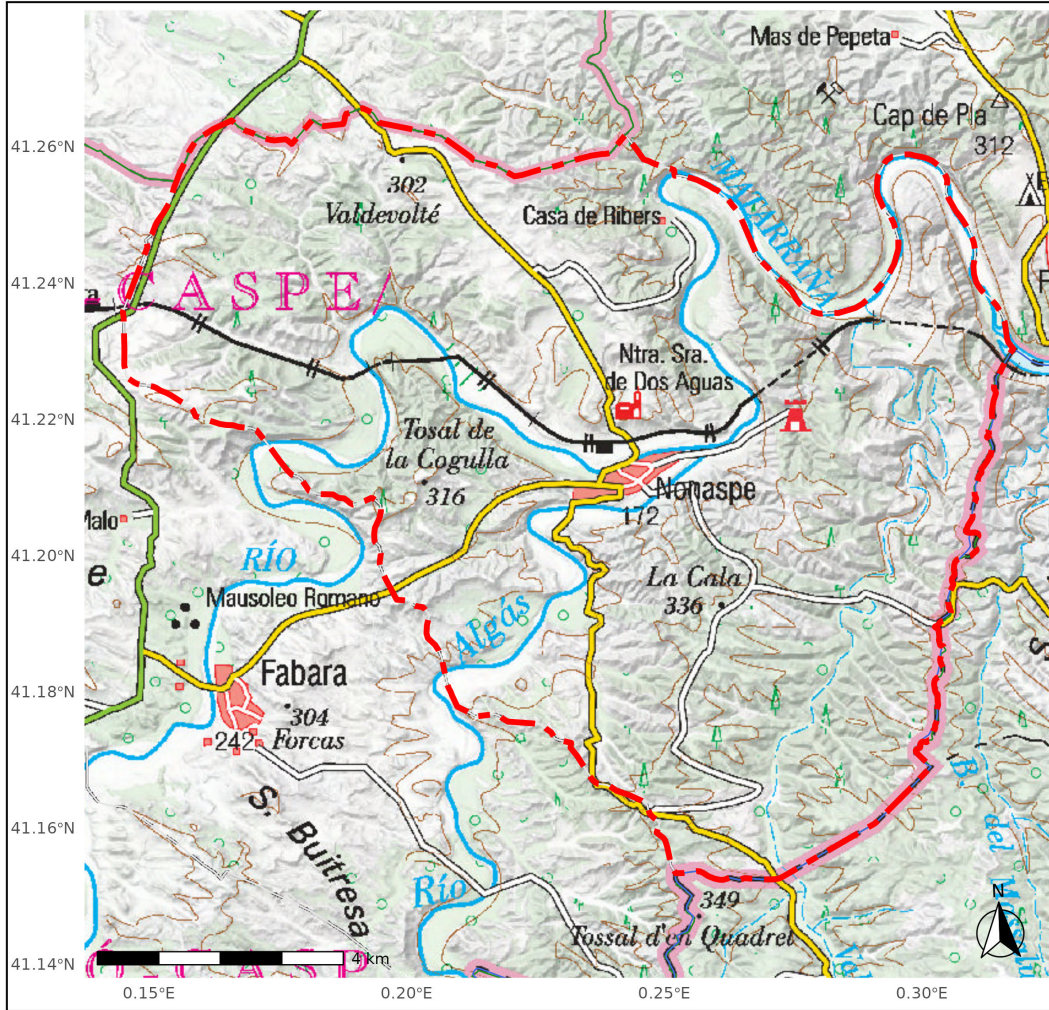 Mas de Pepeta
Cap de Pla
312
41.26°N
302
Valdevolté
MATARRAÑA
Casa de Ribers
41.24°N
CASPE
Ntra. Sra.
de Dos Aguas
41.22°N
Tosal de
la Cogulla
316
Nonaspe
172
Malo
41.20°N
RÍO
e
La Cala
336
Mausoleo Romano
Algás
S.
Fabara
41.18°N
304
Forcas
242
B.
del
S. Buitresa
41.16°N
Río
349
Tossal d'en Quadret
N
41.14°N
4 km
0.15°E
0.20°E
0.25°E
0.30°E